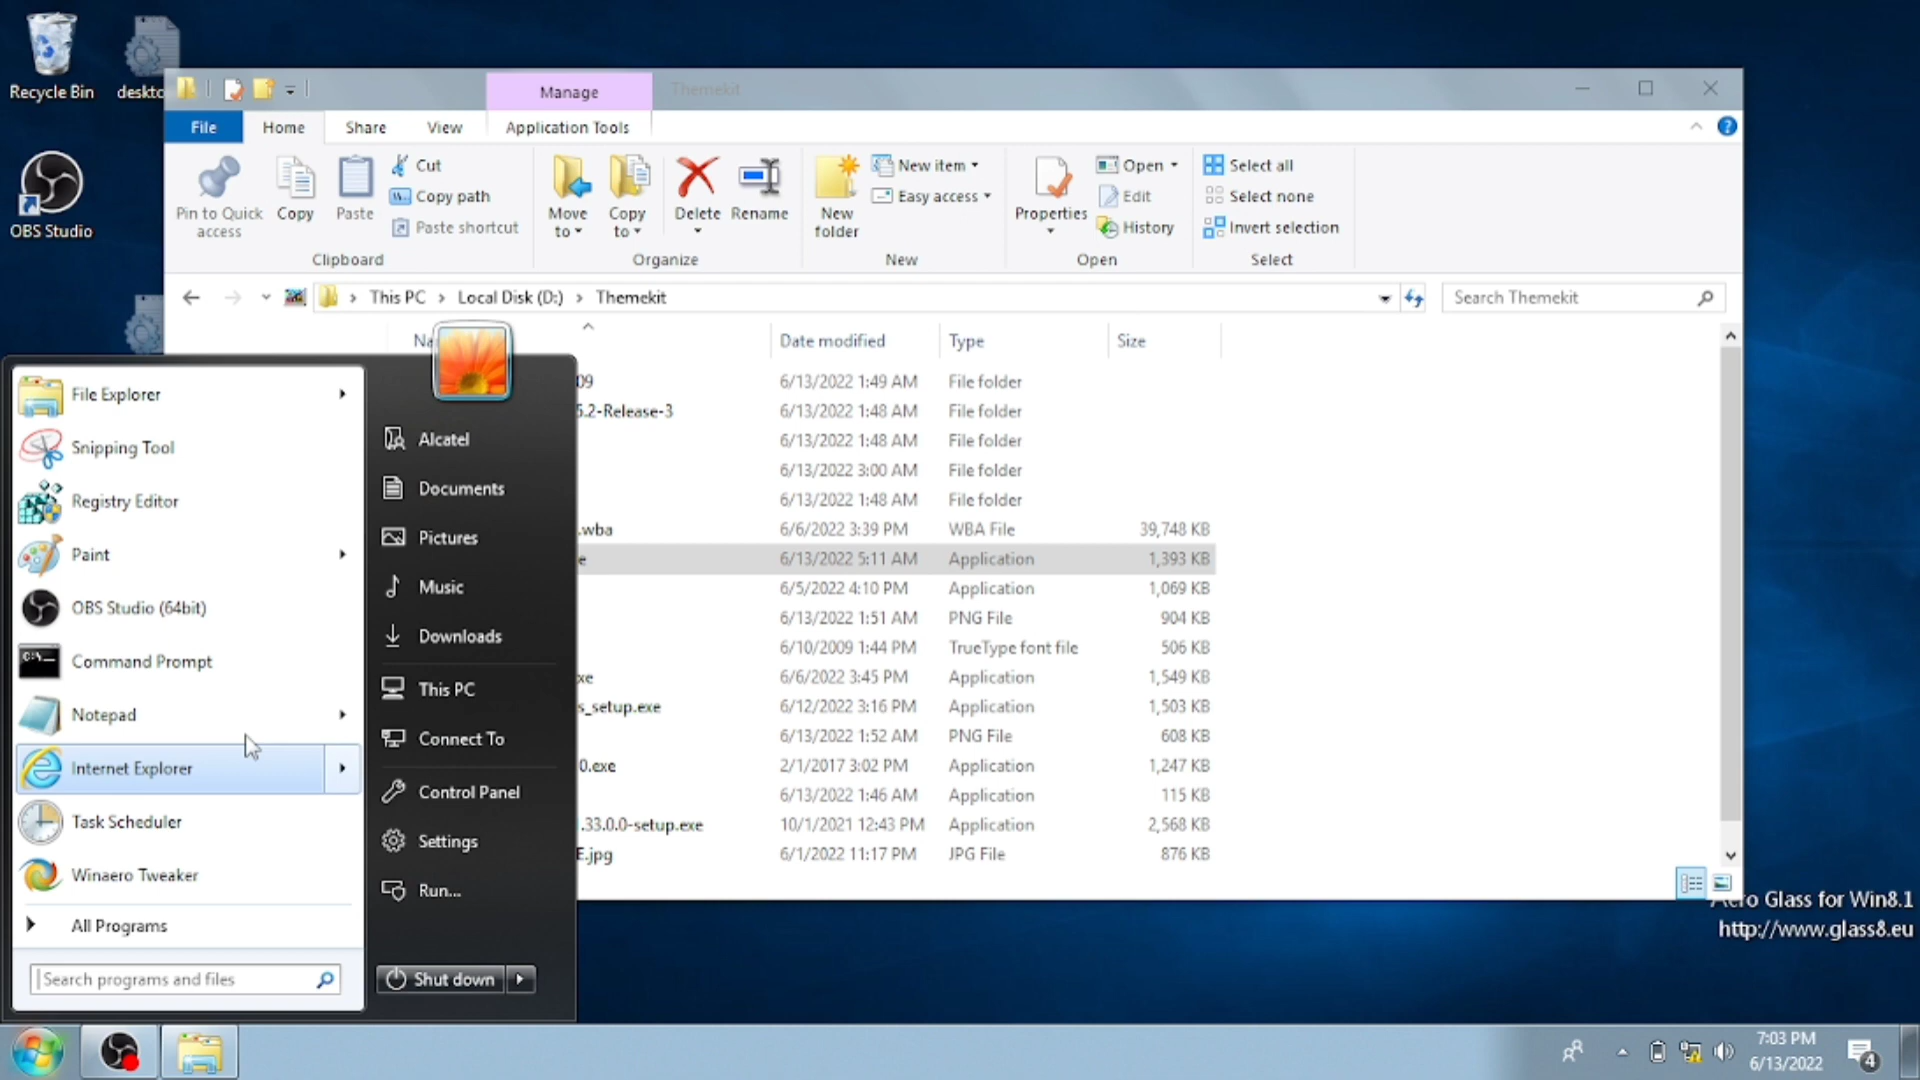 Recycle Bin
deskto
OBS Studio
Manage
Themekit
File
Home
Share
View
Application Tools
Pin to Quick
access
Copy
Paste
Cut
Copy path
Paste shortcut
Clipboard
Move
to
Copy
to
Delete
Rename
Organize
New
folder
New item
Easy access
New
Properties
Open
Edit
History
Open
Select all
Select none
Invert selection
Select
This PC > Local Disk (D:) > Themekit
Search Themekit
Na
Date modified
Type
Size
09 6/13/2022 1:49 AM File folder
5.2-Release-3 6/13/2022 1:48 AM File folder
6/13/2022 1:48 AM File folder
6/13/2022 3:00 AM File folder
6/13/2022 1:48 AM File folder
.wba 6/6/2022 3:39 PM WBA File 39,748 KB
e 6/13/2022 5:11 AM Application 1,393 KB
6/5/2022 4:10 PM Application 1,069 KB
6/13/2022 1:51 AM PNG File 904 KB
6/10/2009 1:44 PM TrueType font file 506 KB
xe 6/6/2022 3:45 PM Application 1,549 KB
s_setup.exe 6/12/2022 3:16 PM Application 1,503 KB
6/13/2022 1:52 AM PNG File 608 KB
0.exe 2/1/2017 3:02 PM Application 1,247 KB
6/13/2022 1:46 AM Application 115 KB
.33.0.0-setup.exe 10/1/2021 12:43 PM Application 2,568 KB
E.jpg 6/1/2022 11:17 PM JPG File 876 KB
File Explorer
Snipping Tool
Registry Editor
Paint
OBS Studio (64bit)
Command Prompt
Notepad
Internet Explorer
Task Scheduler
Winaero Tweaker
All Programs
Search programs and files
Alcatel
Documents
Pictures
Music
Downloads
This PC
Connect To
Control Panel
Settings
Run...
Shut down
Aero Glass for Win8.1
http://www.glass8.eu
7:03 PM
6/13/2022
4